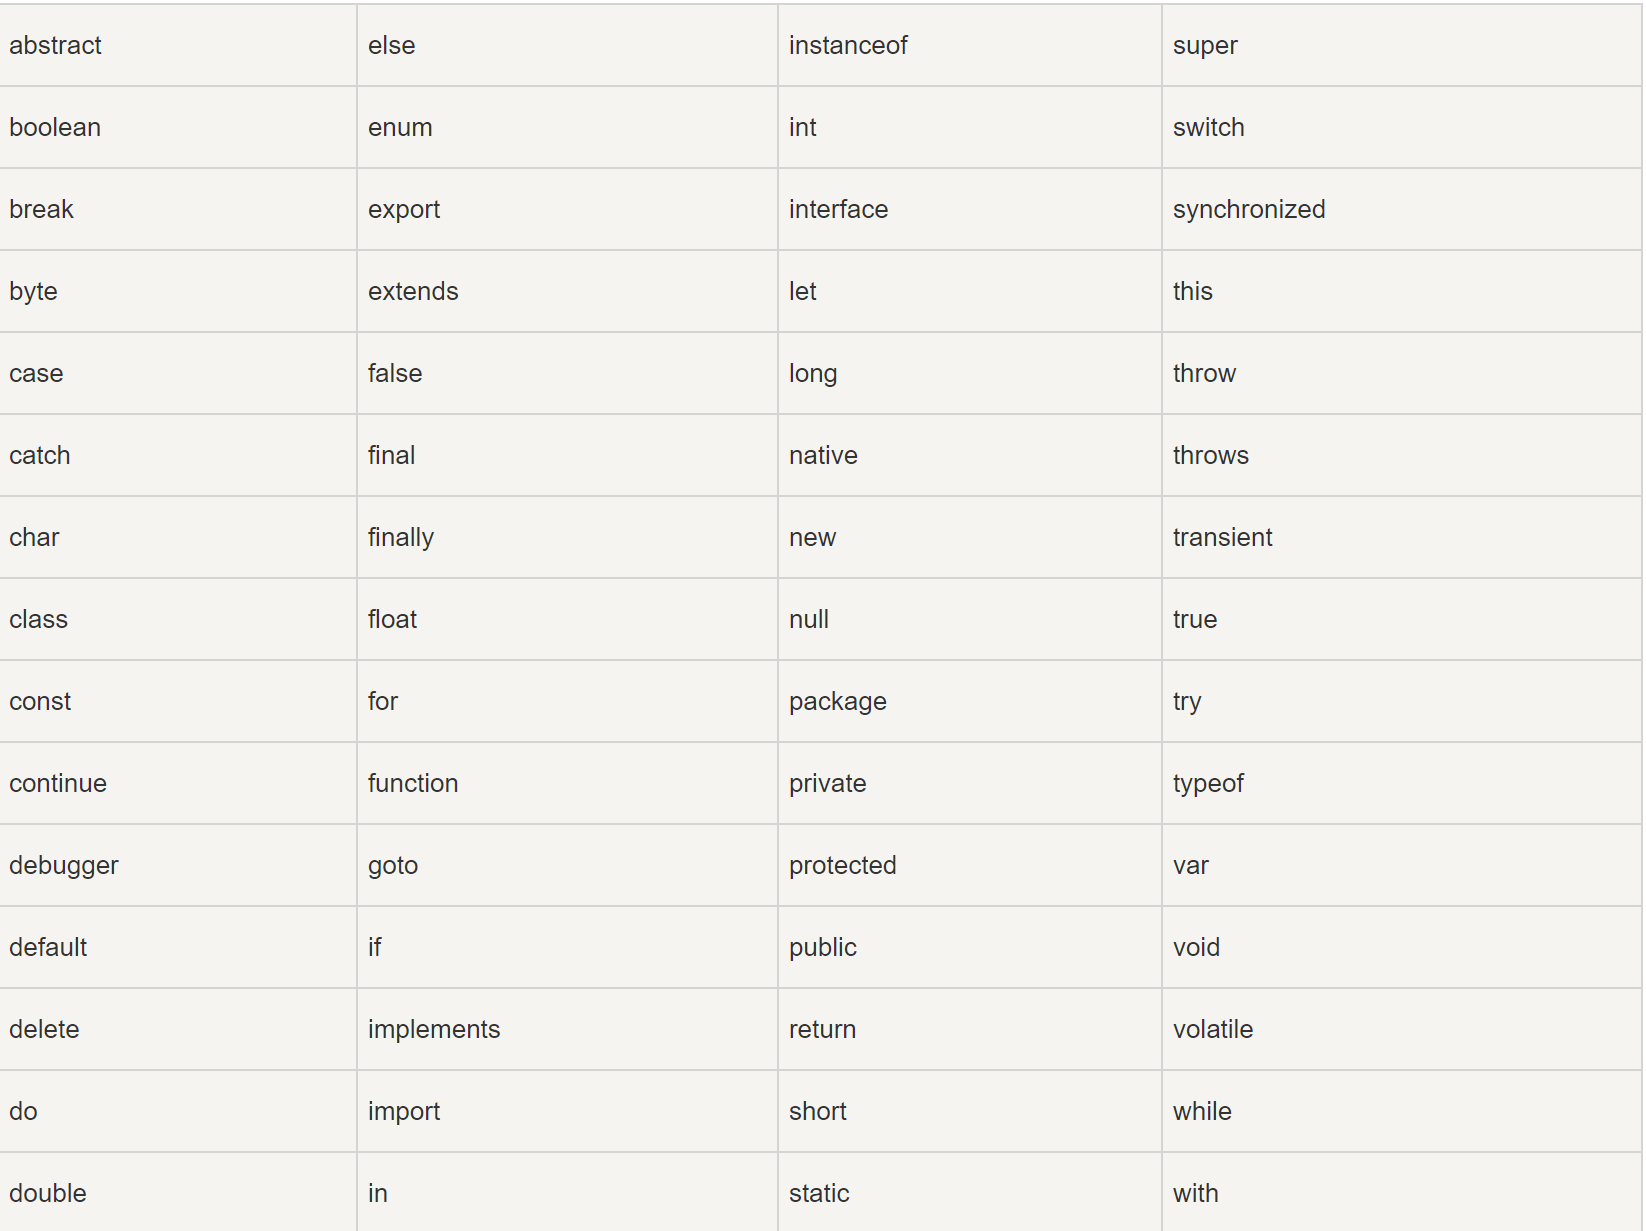 abstract else instanceof super
boolean enum int switch
break export interface synchronized
byte extends let this
case false long throw
catch final native throws
char finally new transient
class float null true
const for package try
continue function private typeof
debugger goto protected var
default if public void
delete implements return volatile
do import short while
double in static with